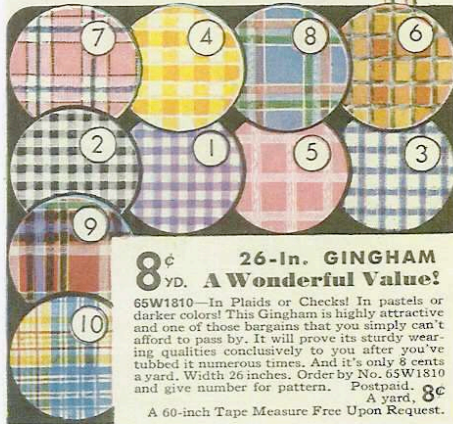 7 4 8 6
2 1 5 3
9
10
8¢ YD. 26-In. GINGHAM
A Wonderful Value!
65W1810—In Plaids or Checks! In pastels or
darker colors! This Gingham is highly attractive
and one of those bargains that you simply can't
afford to pass by. It will prove its sturdy wear-
ing qualities conclusively to you after you've
tubbed it numerous times. And it's only 8 cents
a yard. Width 26 inches. Order by No. 65W1810
and give number for pattern. Postpaid.
A yard, 8¢
A 60-inch Tape Measure Free Upon Request.